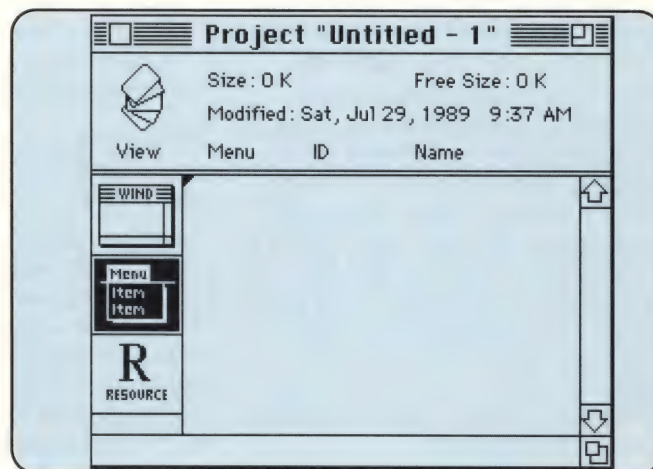 Project "Untitled - 1"
Size: 0 K Free Size: 0 K
Modified: Sat, Jul 29, 1989 9:37 AM
View Menu ID Name
WIND
Menu
Item
Item
R
RESOURCE